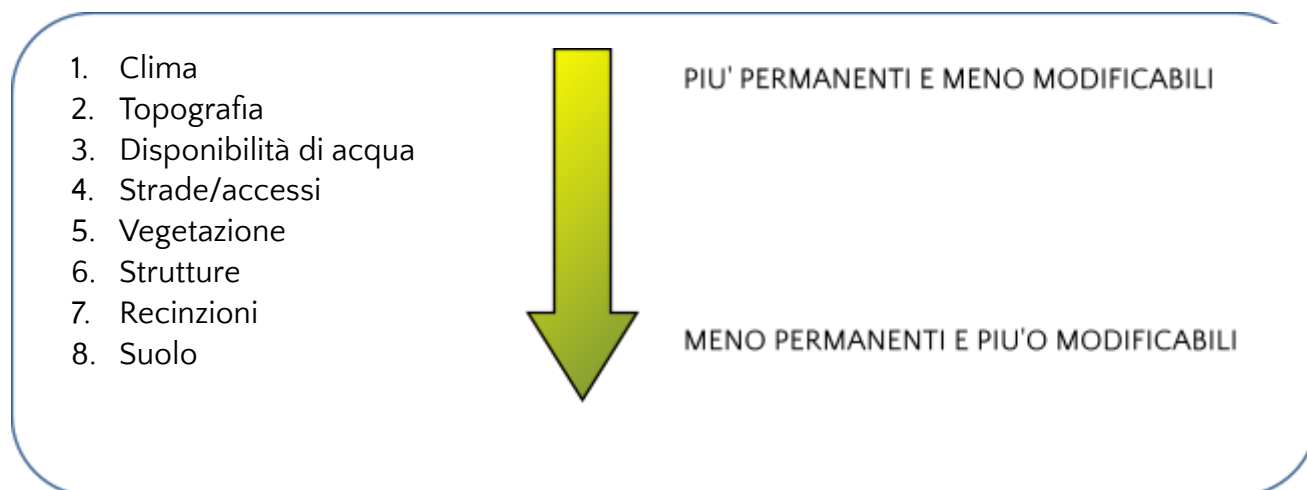 1. Clima
2. Topografia
3. Disponibilità di acqua
4. Strade/accessi
5. Vegetazione
6. Strutture
7. Recinzioni
8. Suolo
PIU' PERMANENTI E MENO MODIFICABILI
MENO PERMANENTI E PIU'O MODIFICABILI